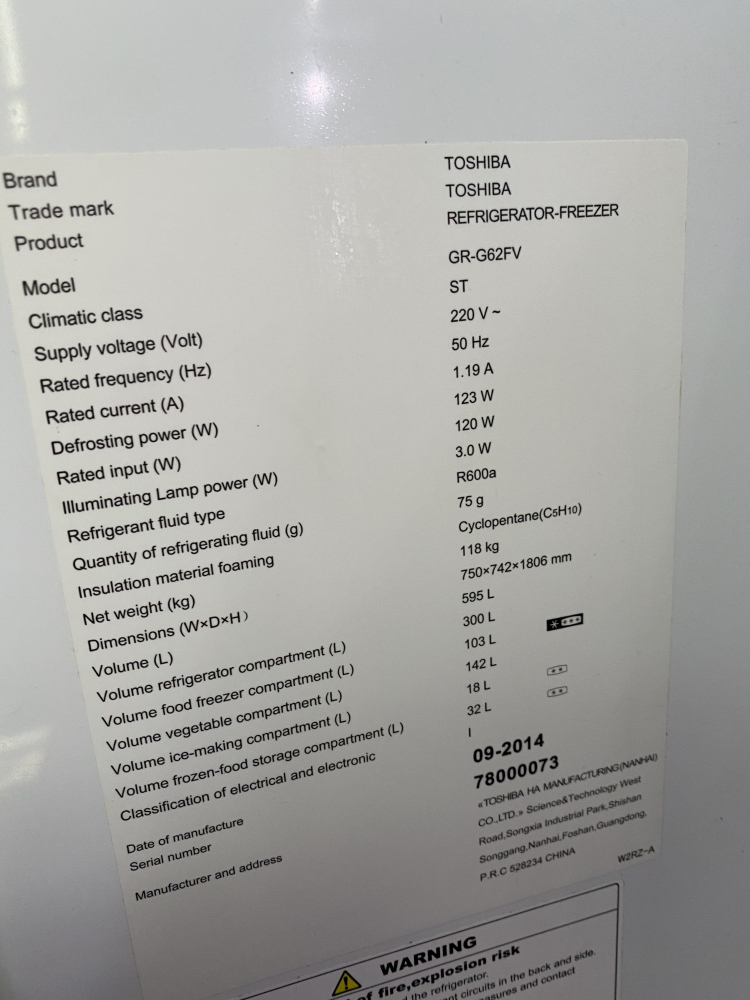 Brand TOSHIBA
Trade mark TOSHIBA
Product REFRIGERATOR-FREEZER
Model GR-G62FV
Climatic class ST
Supply voltage (Volt) 220 V ~
Rated frequency (Hz) 50 Hz
Rated current (A) 1.19 A
Defrosting power (W) 123 W
Rated input (W) 120 W
Illuminating Lamp power (W) 3.0 W
Refrigerant fluid type R600a
Quantity of refrigerating fluid (g) 75 g
Insulation material foaming Cyclopentane(C5H10)
Net weight (kg) 118 kg
Dimensions (W×D×H) 750×742×1806 mm
Volume (L) 595 L
Volume refrigerator compartment (L) 300 L
Volume food freezer compartment (L) 103 L
Volume vegetable compartment (L) 142 L
Volume ice-making compartment (L) 18 L
Volume frozen-food storage compartment (L) 32 L
Classification of electrical and electronic I
Date of manufacture 09-2014
Serial number 78000073
Manufacturer and address «TOSHIBA HA MANUFACTURING(NANHAI)
CO.,LTD.» Science&Technology West
Road,Songxia Industrial Park,Shishan
Songgang,Nanhai,Foshan,Guangdong,
P.R.C 528234 CHINA
W2RZ-A
WARNING
of fire,explosion risk
the refrigerator.
circuits in the back and side.
and contact